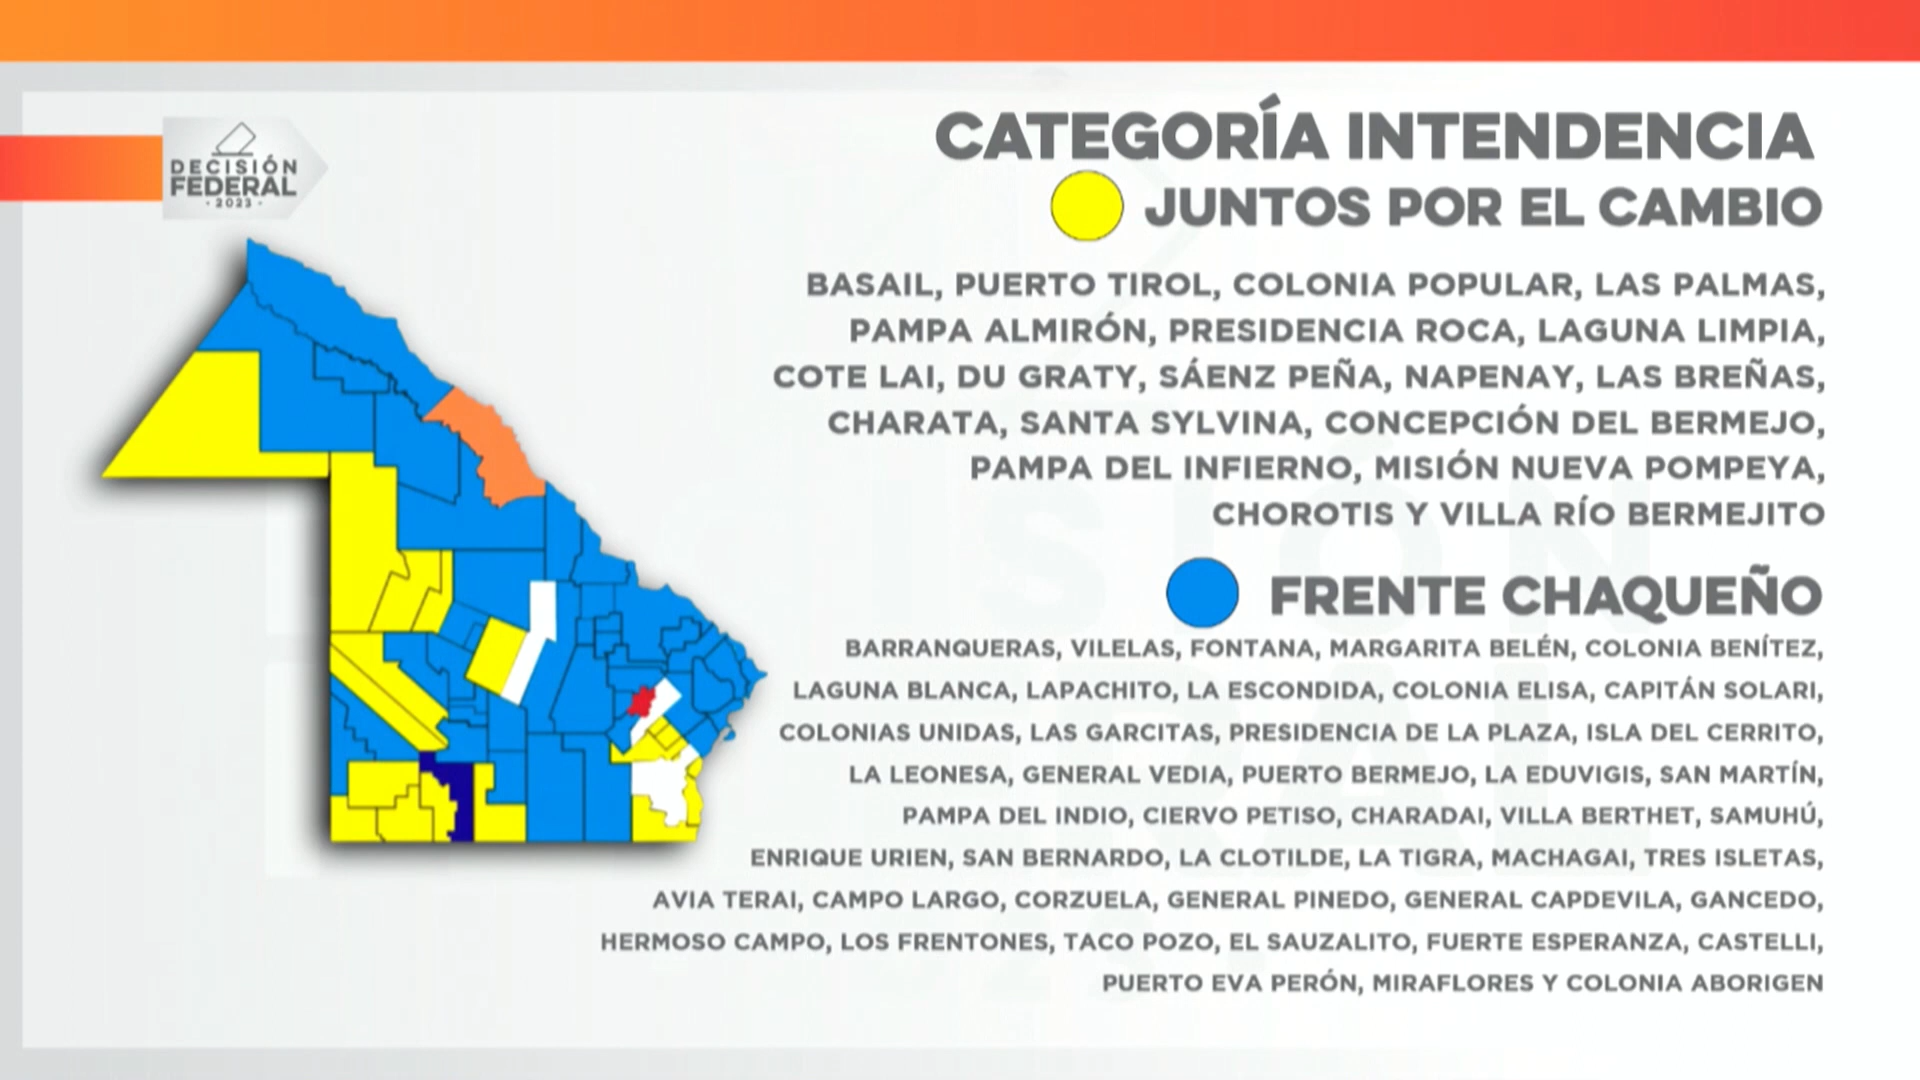 DECISIÓN
FEDERAL
· 2023 ·
CATEGORÍA INTENDENCIA
JUNTOS POR EL CAMBIO
BASAIL, PUERTO TIROL, COLONIA POPULAR, LAS PALMAS,
PAMPA ALMIRÓN, PRESIDENCIA ROCA, LAGUNA LIMPIA,
COTE LAI, DU GRATY, SÁENZ PEÑA, NAPENAY, LAS BREÑAS,
CHARATA, SANTA SYLVINA, CONCEPCIÓN DEL BERMEJO,
PAMPA DEL INFIERNO, MISIÓN NUEVA POMPEYA,
CHOROTIS Y VILLA RÍO BERMEJITO
FRENTE CHAQUEÑO
BARRANQUERAS, VILELAS, FONTANA, MARGARITA BELÉN, COLONIA BENÍTEZ,
LAGUNA BLANCA, LAPACHITO, LA ESCONDIDA, COLONIA ELISA, CAPITÁN SOLARI,
COLONIAS UNIDAS, LAS GARCITAS, PRESIDENCIA DE LA PLAZA, ISLA DEL CERRITO,
LA LEONESA, GENERAL VEDIA, PUERTO BERMEJO, LA EDUVIGIS, SAN MARTÍN,
PAMPA DEL INDIO, CIERVO PETISO, CHARADAI, VILLA BERTHET, SAMUHÚ,
ENRIQUE URIEN, SAN BERNARDO, LA CLOTILDE, LA TIGRA, MACHAGAI, TRES ISLETAS,
AVIA TERAI, CAMPO LARGO, CORZUELA, GENERAL PINEDO, GENERAL CAPDEVILA, GANCEDO,
HERMOSO CAMPO, LOS FRENTONES, TACO POZO, EL SAUZALITO, FUERTE ESPERANZA, CASTELLI,
PUERTO EVA PERÓN, MIRAFLORES Y COLONIA ABORIGEN